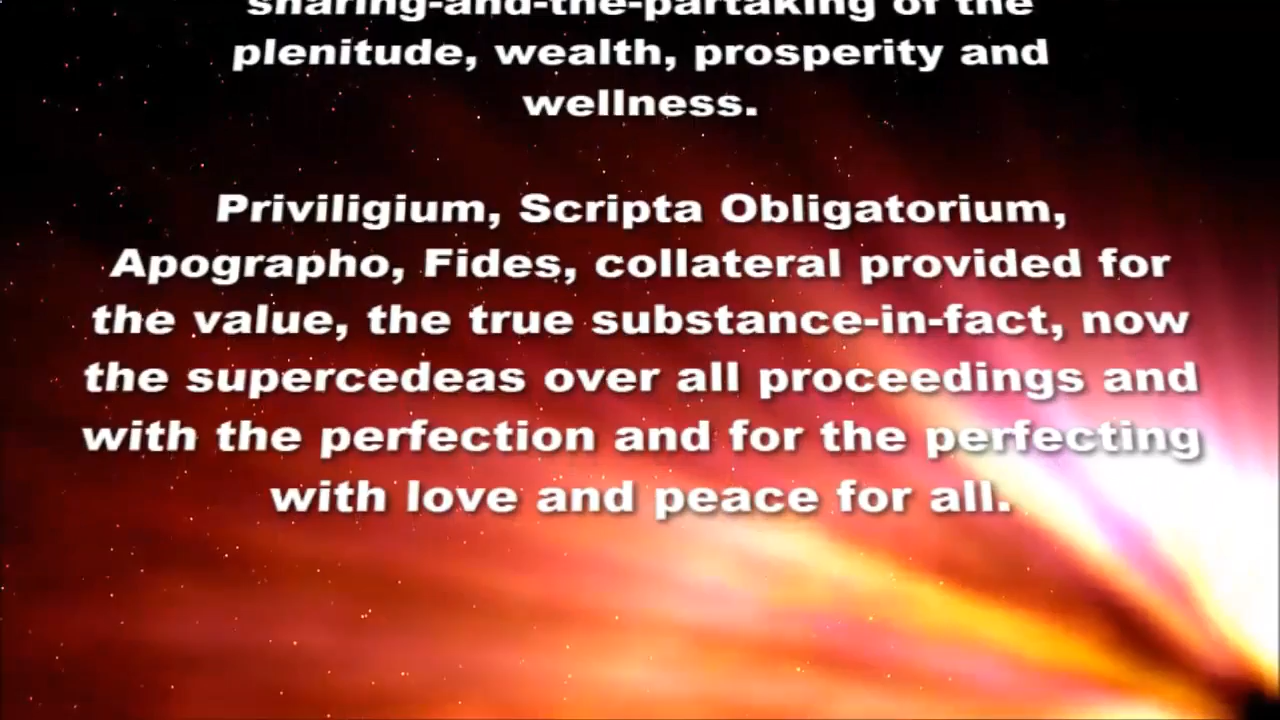 sharing-and-the-partaking of the
plenitude, wealth, prosperity and
wellness.
Priviligium, Scripta Obligatorium,
Apographo, Fides, collateral provided for
the value, the true substance-in-fact, now
the supercedeas over all proceedings and
with the perfection and for the perfecting
with love and peace for all.